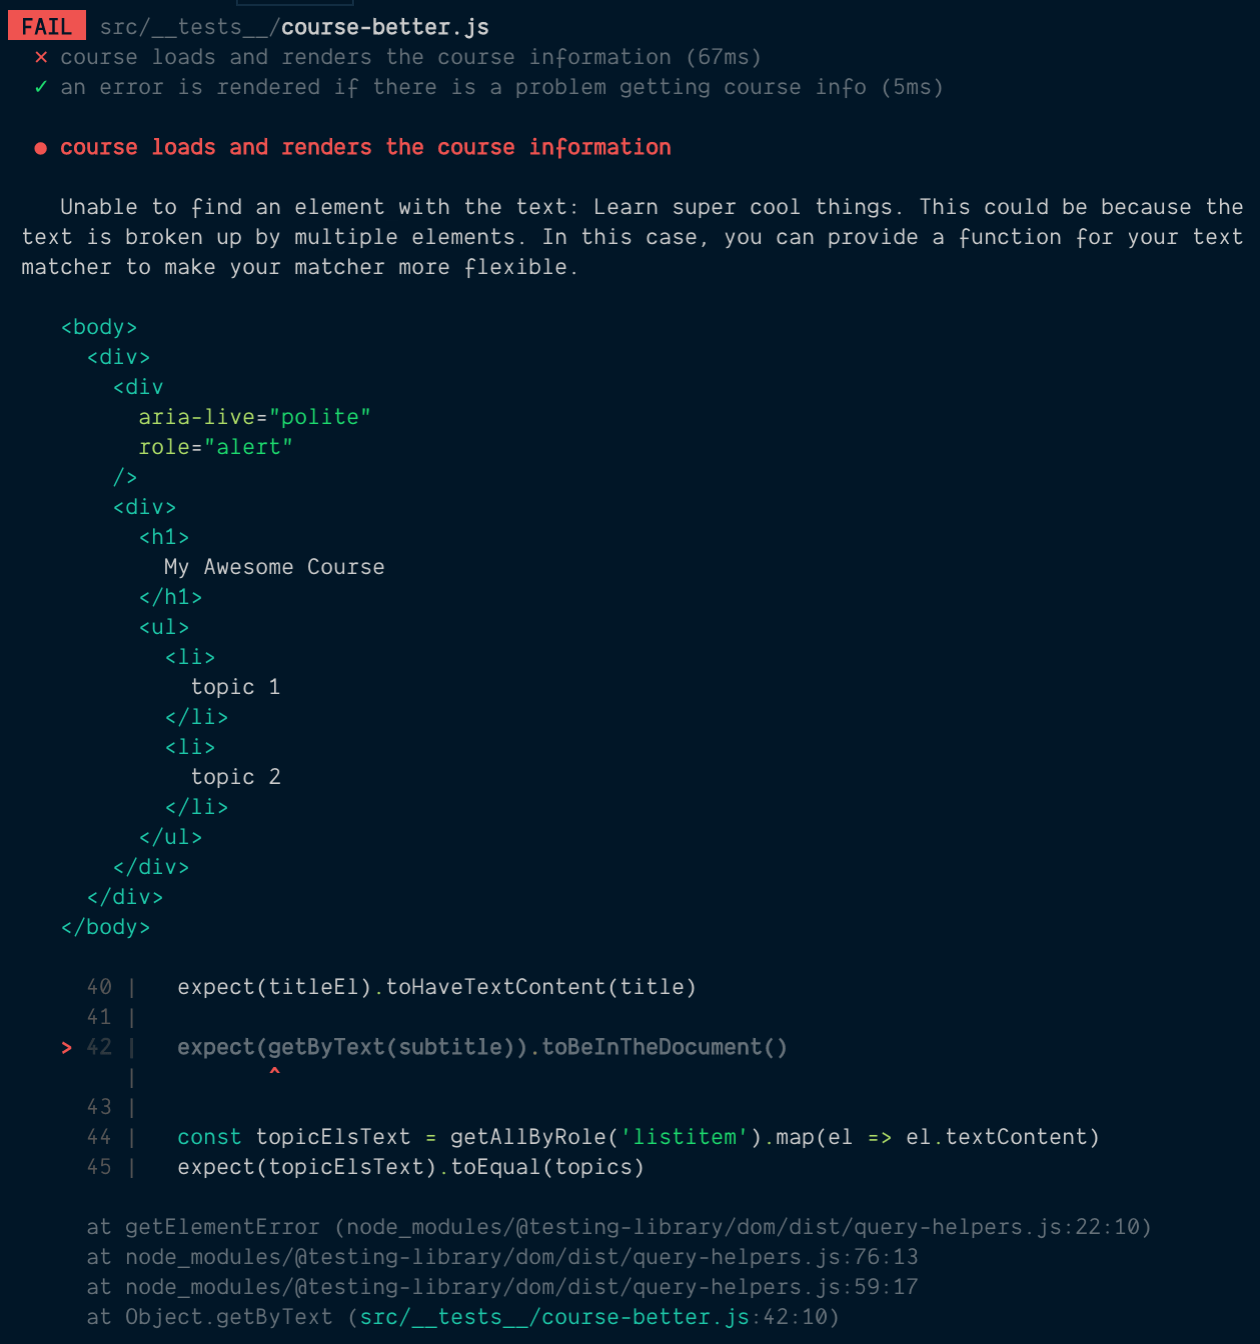 FAIL src/__tests__/course-better.js
✕ course loads and renders the course information (67ms)
✓ an error is rendered if there is a problem getting course info (5ms)
● course loads and renders the course information
Unable to find an element with the text: Learn super cool things. This could be because the
text is broken up by multiple elements. In this case, you can provide a function for your text
matcher to make your matcher more flexible.
<body>
<div>
<div
aria-live="polite"
role="alert"
/>
<div>
<h1>
My Awesome Course
</h1>
<ul>
<li>
topic 1
</li>
<li>
topic 2
</li>
</ul>
</div>
</div>
</body>
40 | expect(titleEl).toHaveTextContent(title)
41 |
> 42 | expect(getByText(subtitle)).toBeInTheDocument()
| ^
43 |
44 | const topicElsText = getAllByRole('listitem').map(el => el.textContent)
45 | expect(topicElsText).toEqual(topics)
at getElementError (node_modules/@testing-library/dom/dist/query-helpers.js:22:10)
at node_modules/@testing-library/dom/dist/query-helpers.js:76:13
at node_modules/@testing-library/dom/dist/query-helpers.js:59:17
at Object.getByText (src/__tests__/course-better.js:42:10)